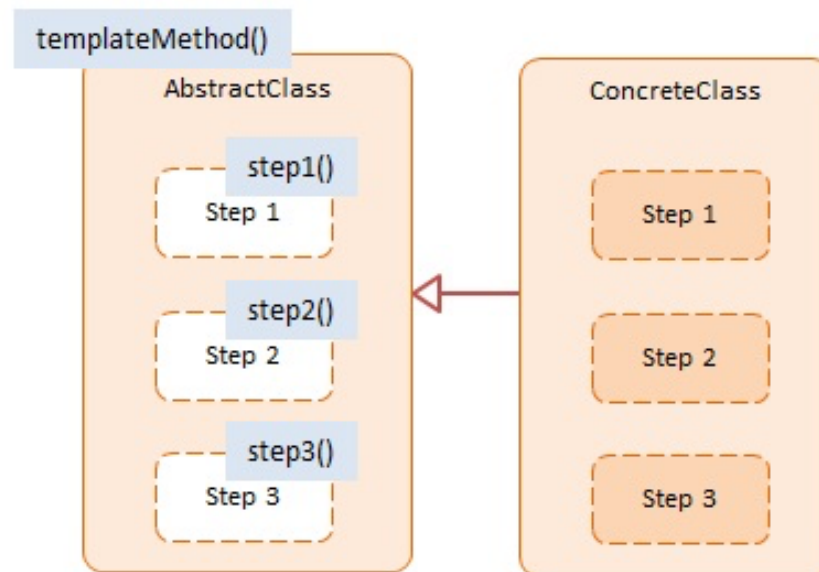 templateMethod()
AbstractClass
step1()
Step 1
step2()
Step 2
step3()
Step 3
ConcreteClass
Step 1
Step 2
Step 3